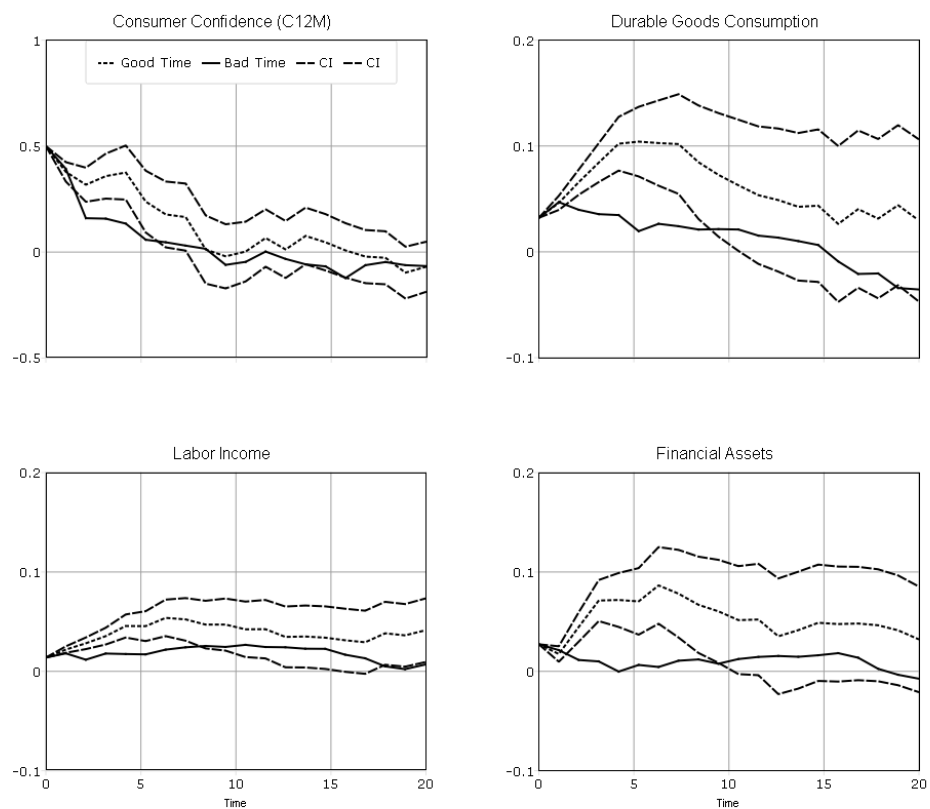 Consumer Confidence (C12M)
1
0.5
0
-0.5
Good Time Bad Time CI CI
Durable Goods Consumption
0.2
0.1
0
-0.1
Labor Income
0.2
0.1
0
-0.1
0 5 10 15 20
Time
Financial Assets
0.2
0.1
0
-0.1
0 5 10 15 20
Time